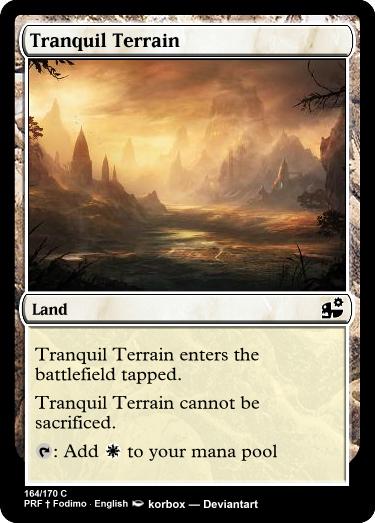 Tranquil Terrain
Land
Tranquil Terrain enters the
battlefield tapped.
Tranquil Terrain cannot be
sacrificed.
: Add to your mana pool
164/170 C
PRF † Fodimo · English korbox — Deviantart